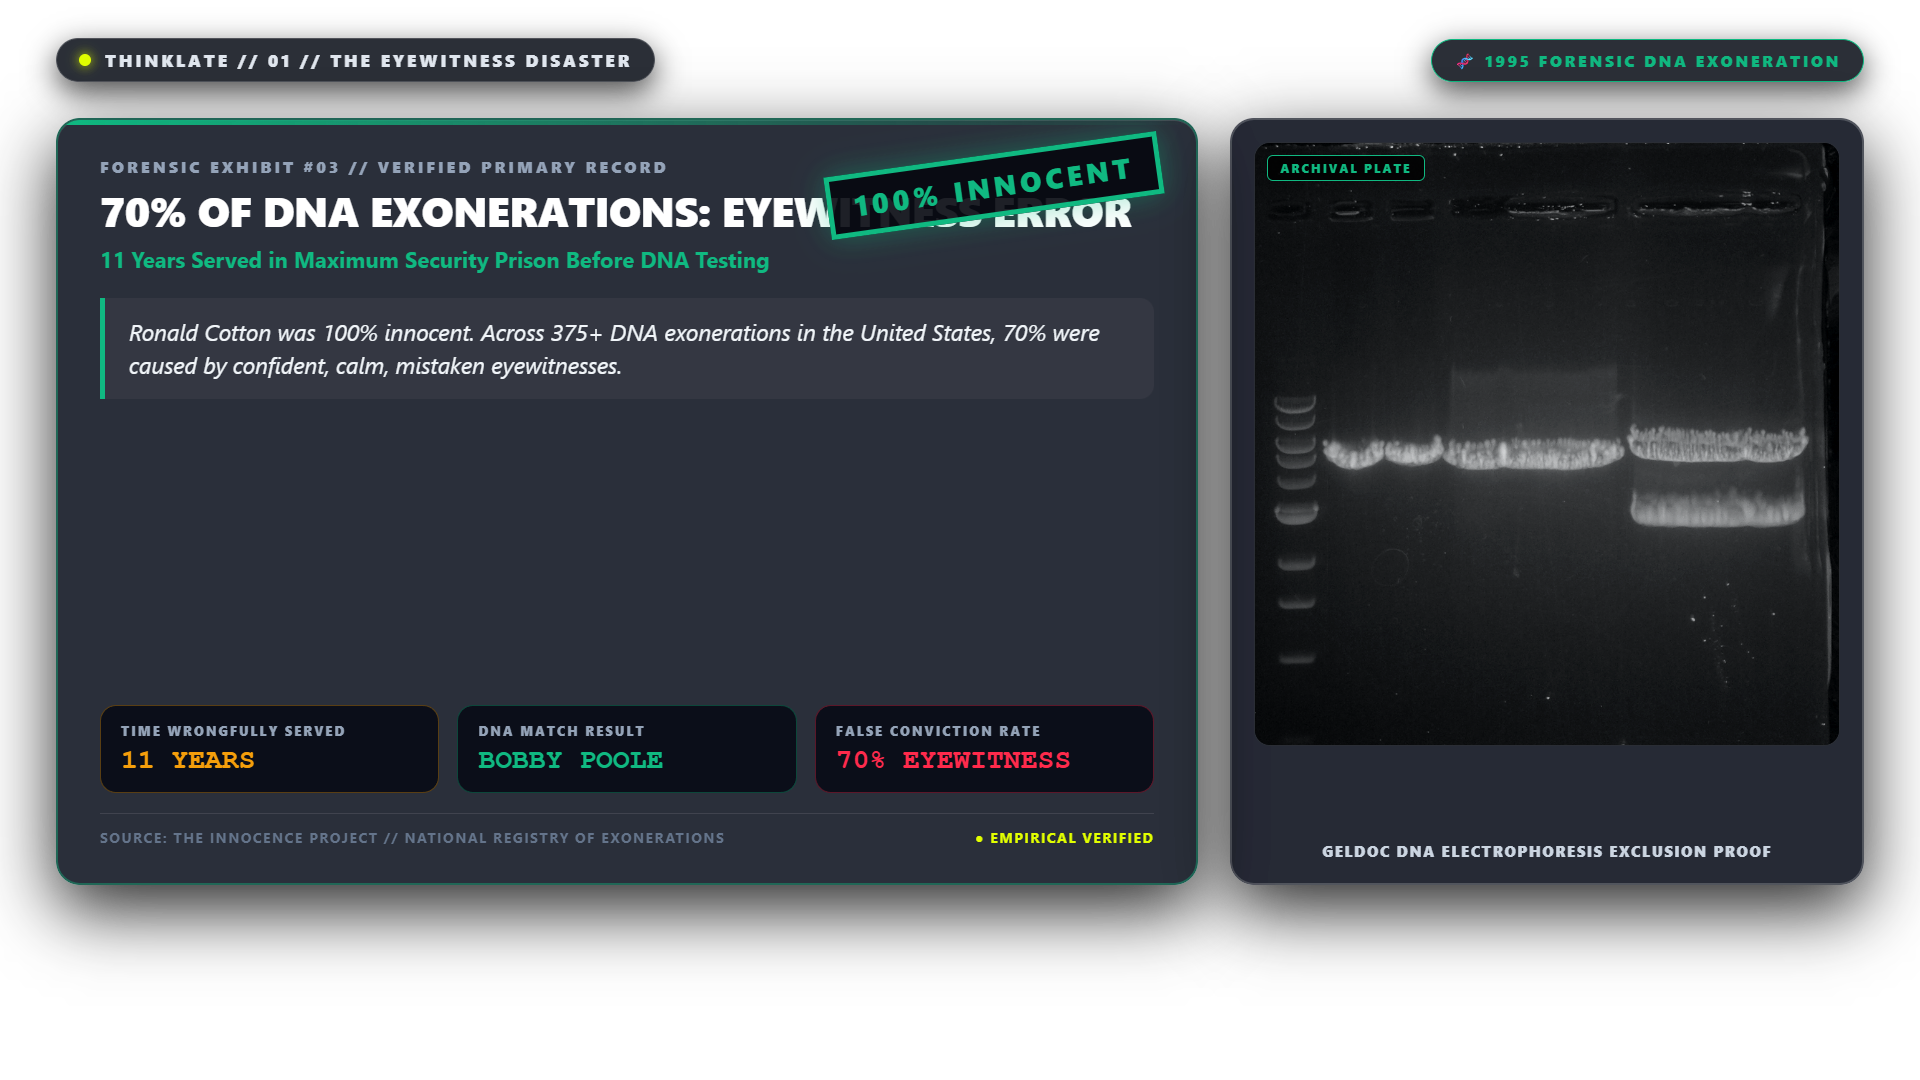 THINKLATE // 01 // THE EYEWITNESS DISASTER
1995 FORENSIC DNA EXONERATION
FORENSIC EXHIBIT #03 // VERIFIED PRIMARY RECORD
100% INNOCENT
70% OF DNA EXONERATIONS: EYEWITNESS ERROR
11 Years Served in Maximum Security Prison Before DNA Testing
Ronald Cotton was 100% innocent. Across 375+ DNA exonerations in the United States, 70% were
caused by confident, calm, mistaken eyewitnesses.
TIME WRONGFULLY SERVED
11 YEARS
DNA MATCH RESULT
BOBBY POOLE
FALSE CONVICTION RATE
70% EYEWITNESS
SOURCE: THE INNOCENCE PROJECT // NATIONAL REGISTRY OF EXONERATIONS
● EMPIRICAL VERIFIED
ARCHIVAL PLATE
GELDOC DNA ELECTROPHORESIS EXCLUSION PROOF